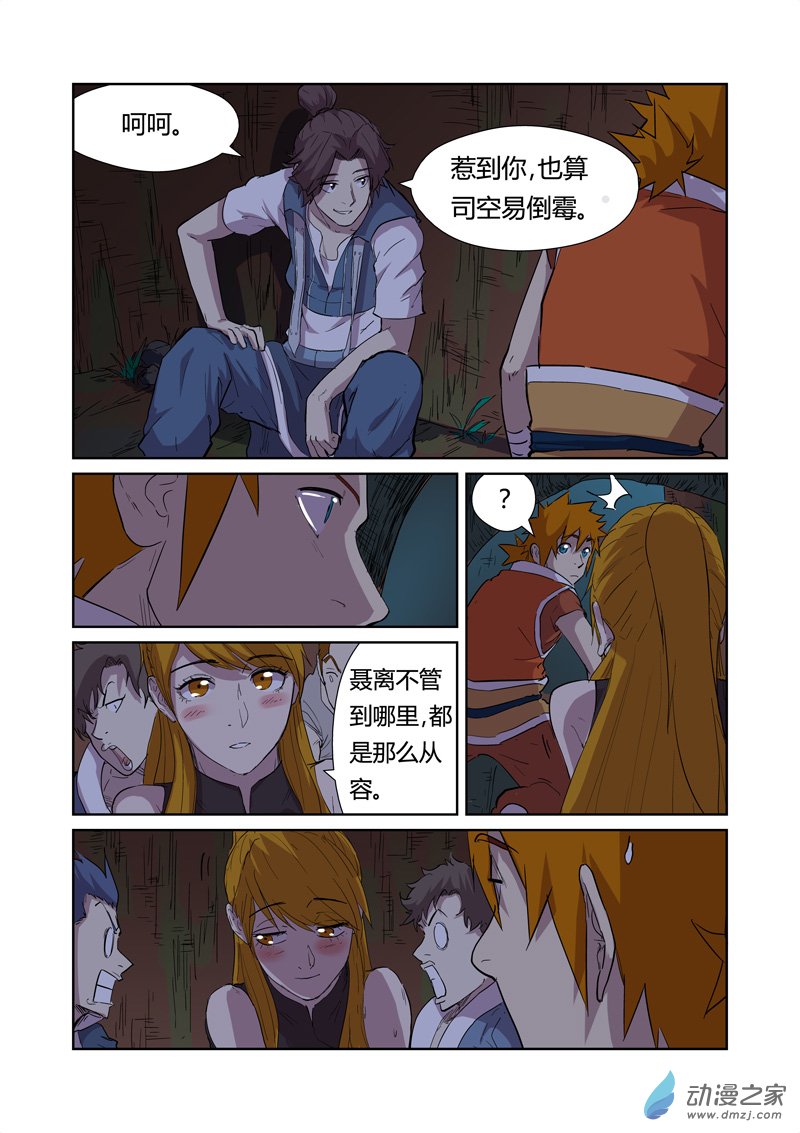 呵呵。
惹到你，也算
司空易倒霉。
？
聂离不管
到哪里，都
是那么从
容。
动漫之家
www.dmzj.com